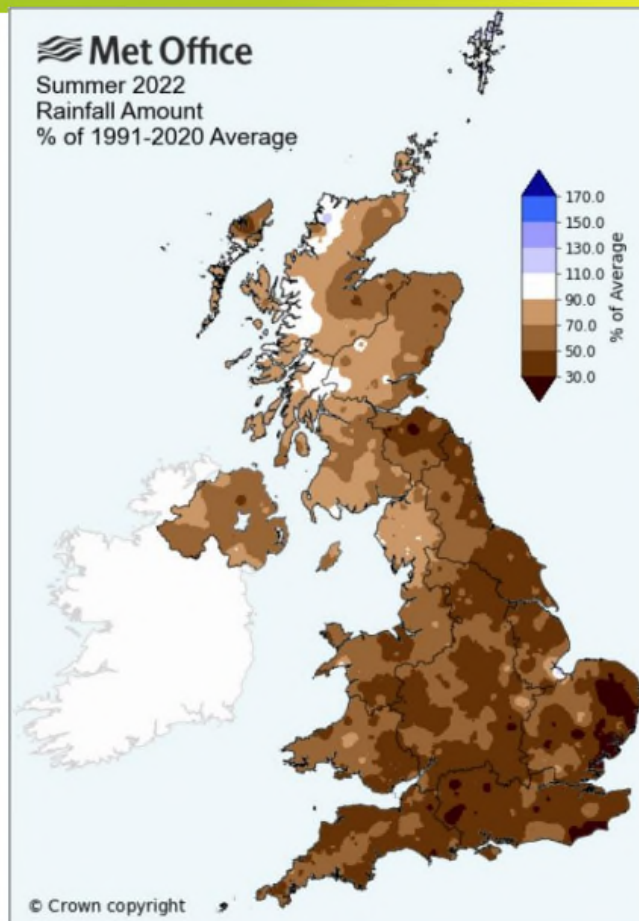 Met Office
Summer 2022
Rainfall Amount
% of 1991-2020 Average
170.0
150.0
130.0
110.0
90.0
70.0
50.0
30.0
% of Average
© Crown copyright